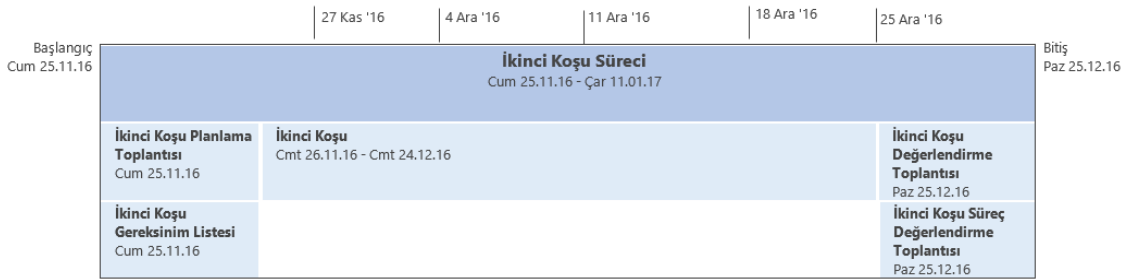 27 Kas '16
4 Ara '16
11 Ara '16
18 Ara '16
25 Ara '16
Başlangıç
Cum 25.11.16
Bitiş
Paz 25.12.16
İkinci Koşu Süreci
Cum 25.11.16 - Çar 11.01.17
İkinci Koşu Planlama
Toplantısı
Cum 25.11.16
İkinci Koşu
Cmt 26.11.16 - Cmt 24.12.16
İkinci Koşu
Değerlendirme
Toplantısı
Paz 25.12.16
İkinci Koşu
Gereksinim Listesi
Cum 25.11.16
İkinci Koşu Süreç
Değerlendirme
Toplantısı
Paz 25.12.16